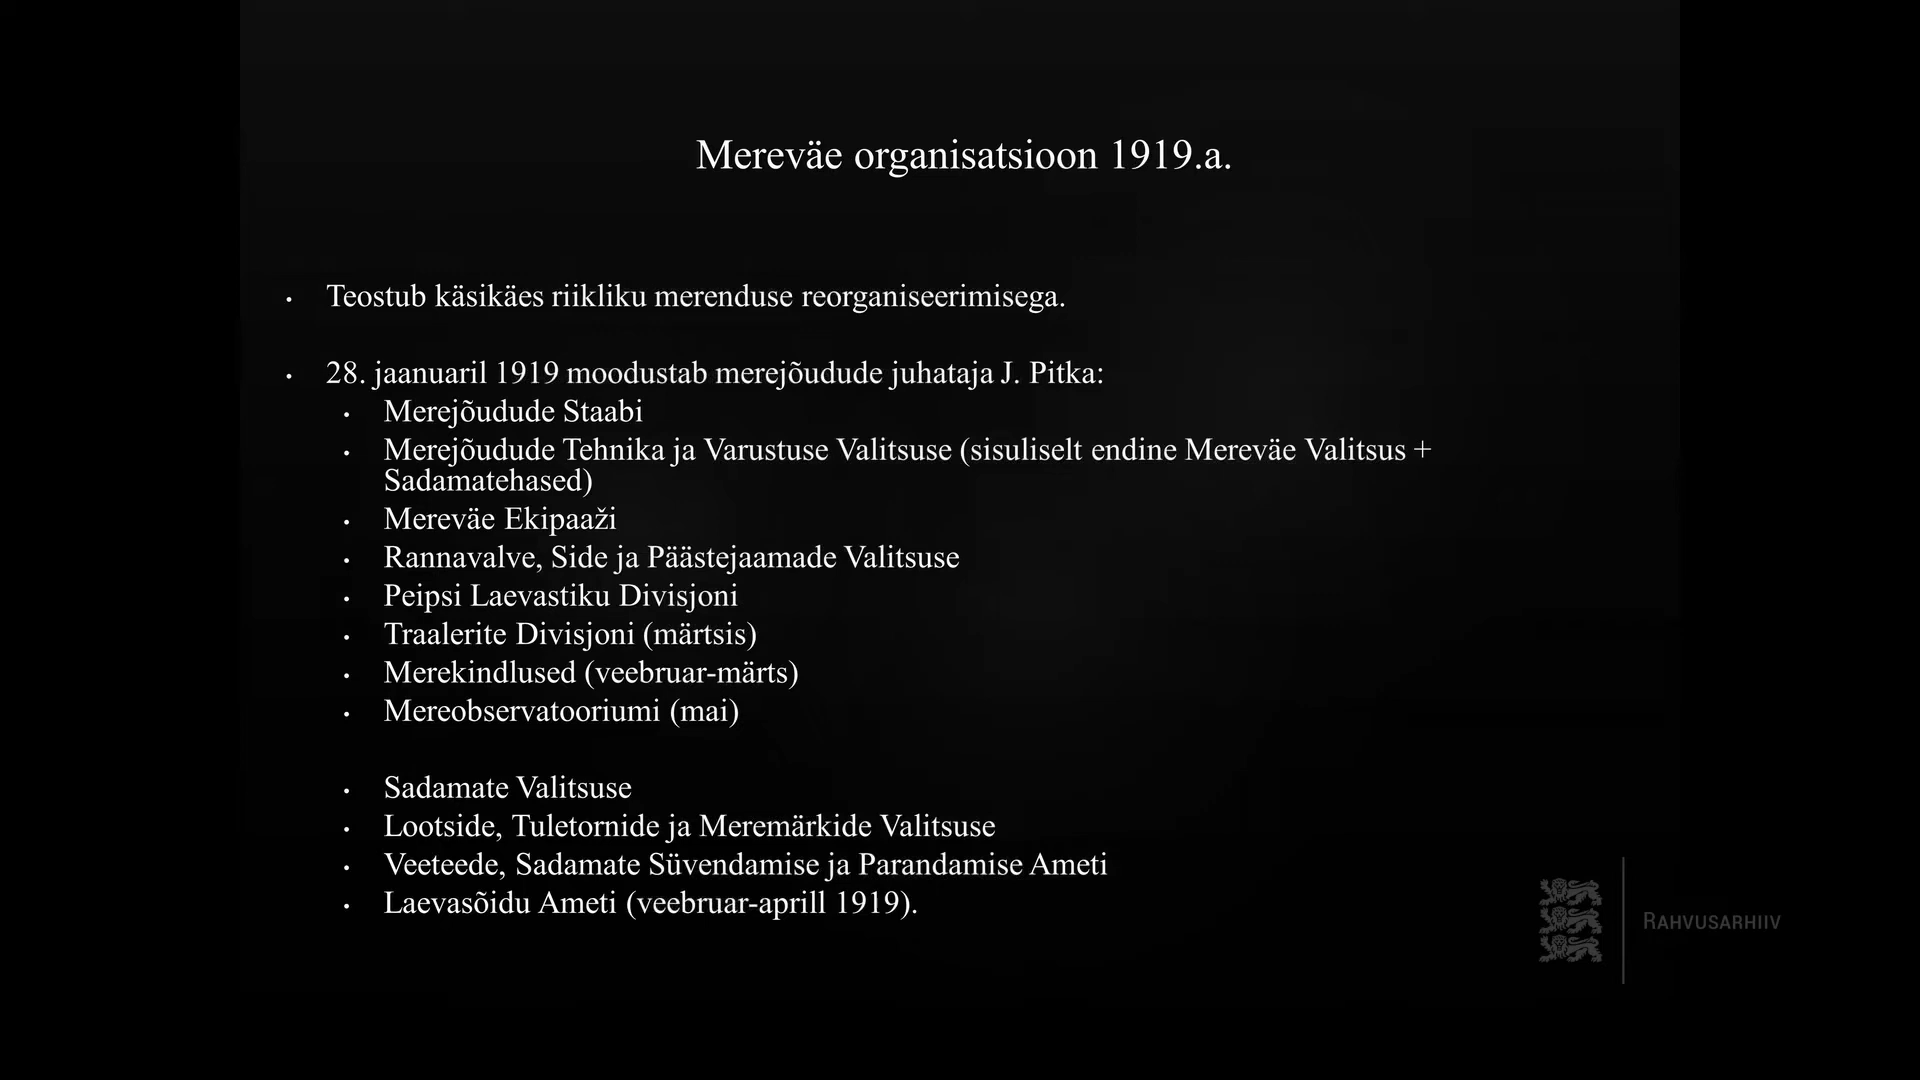 Mereväe organisatsioon 1919.a.
• Teostub käsikäes riikliku merenduse reorganiseerimisega.
• 28. jaanuaril 1919 moodustab merejõudude juhataja J. Pitka:
• Merejõudude Staabi
• Merejõudude Tehnika ja Varustuse Valitsuse (sisuliselt endine Mereväe Valitsus +
Sadamatehased)
• Mereväe Ekipaaži
• Rannavalve, Side ja Päästejaamade Valitsuse
• Peipsi Laevastiku Divisjoni
• Traalerite Divisjoni (märtsis)
• Merekindlused (veebruar-märts)
• Mereobservatooriumi (mai)
• Sadamate Valitsuse
• Lootside, Tuletornide ja Meremärkide Valitsuse
• Veeteede, Sadamate Süvendamise ja Parandamise Ameti
• Laevasõidu Ameti (veebruar-aprill 1919).
RAHVUSARHIIV